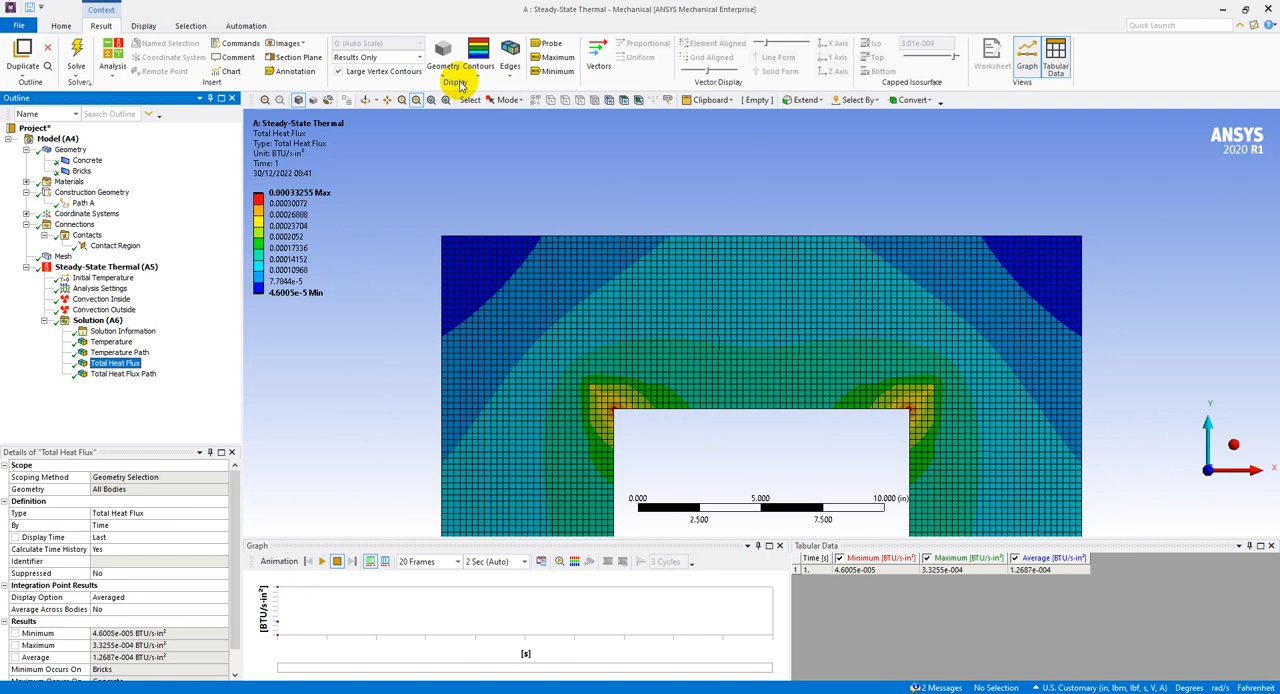 Context
A : Steady-State Thermal - Mechanical [ANSYS Mechanical Enterprise]
File
Home
Result
Display
Selection
Automation
Quick Launch
Duplicate
Outline
Solve
Solver
Analysis
Named Selection
Coordinate System
Remote Point
Commands
Comment
Chart
Images
Section Plane
Annotation
Insert
0. (Auto Scale)
Results Only
Large Vertex Contours
Geometry
Contours
Edges
Display
Probe
Maximum
Minimum
Vectors
Proportional
Uniform
Element Aligned
Grid Aligned
Line Form
Solid Form
X Axis
Y Axis
Z Axis
Vector Display
Iso
Top
Bottom
3.01e-004
Capped Isosurface
Worksheet
Graph
Tabular Data
Views
Select
Mode
Clipboard
[ Empty ]
Extend
Select By
Convert
Outline
Name
Search Outline
Project*
Model (A4)
Geometry
Concrete
Bricks
Materials
Construction Geometry
Path A
Coordinate Systems
Connections
Contacts
Contact Region
Mesh
Steady-State Thermal (A5)
Initial Temperature
Analysis Settings
Convection Inside
Convection Outside
Solution (A6)
Solution Information
Temperature
Temperature Path
Total Heat Flux
Total Heat Flux Path
Details of "Total Heat Flux"
Scope
Scoping Method Geometry Selection
Geometry All Bodies
Definition
Type Total Heat Flux
By Time
Display Time Last
Calculate Time History Yes
Identifier
Suppressed No
Integration Point Results
Display Option Averaged
Average Across Bodies No
Results
Minimum 4.6005e-005 BTU/s·in²
Maximum 3.3255e-004 BTU/s·in²
Average 1.2687e-004 BTU/s·in²
Minimum Occurs On Bricks
A: Steady-State Thermal
Total Heat Flux
Type: Total Heat Flux
Unit: BTU/s·in²
Time: 1
30/12/2022 08:41
0.00033255 Max
0.00030072
0.00026888
0.00023704
0.0002052
0.00017336
0.00014152
0.00010968
7.7844e-5
4.6005e-5 Min
ANSYS
2020 R1
Y
X
0.000 5.000 10.000 (in)
2.500 7.500
Graph
Animation
20 Frames
2 Sec (Auto)
3 Cycles
[BTU/s·in²]
[s]
Tabular Data
Time [s] Minimum [BTU/s·in²] Maximum [BTU/s·in²] Average [BTU/s·in²]
1 1. 4.6005e-005 3.3255e-004 1.2687e-004
2 Messages
No Selection
U.S. Customary (in, lbm, lbf, s, V, A)
Degrees
rad/s
Fahrenheit